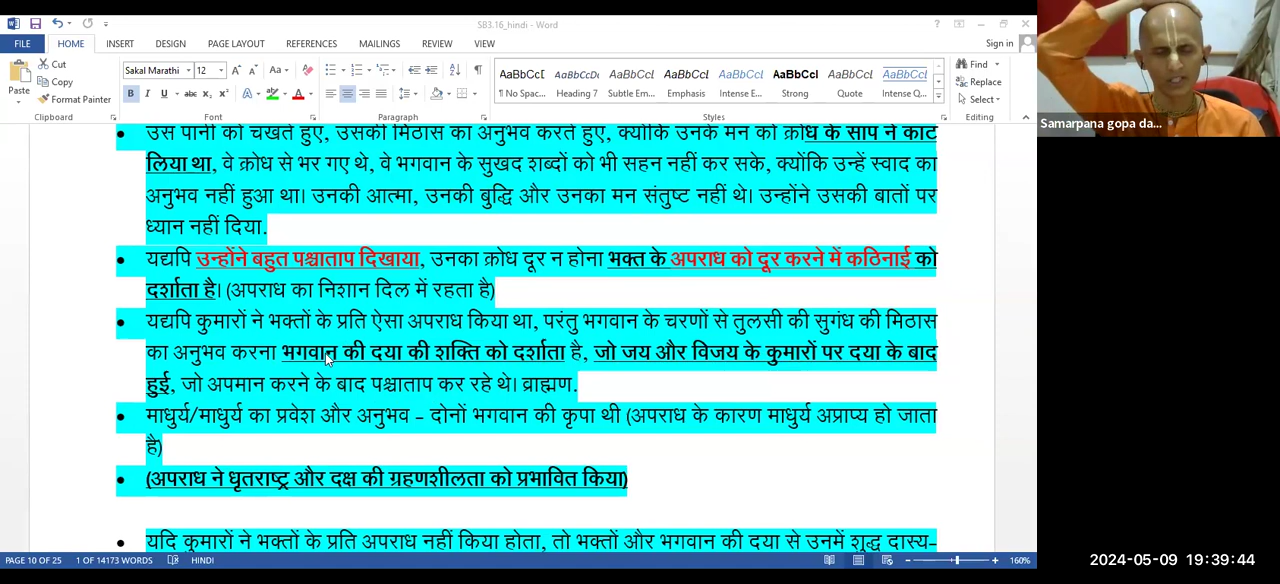 SB3.16_hindi - Word
FILE HOME INSERT DESIGN PAGE LAYOUT REFERENCES MAILINGS REVIEW VIEW Sign in
Cut
Copy
Paste
Format Painter
Clipboard
Sakal Marathi 12
Font
Paragraph
AaBbCcI AaBbCcDc AaBbCcDc AaBbCcDc AaBbCcDc AaBbCcI AaBbCcDc AaBbCcDc
¶ No Spac... Heading 7 Subtle Em... Emphasis Intense E... Strong Quote Intense Q...
Styles
Find
Replace
Select
Editing
Samarpana gopa da...
उस पानी को चखते हुए, उसकी मिठास का अनुभव करते हुए, क्योंकि उनके मन को क्रोध के सांप ने काट
लिया था, वे क्रोध से भर गए थे, वे भगवान के सुखद शब्दों को भी सहन नहीं कर सके, क्योंकि उन्हें स्वाद का
अनुभव नहीं हुआ था। उनकी आत्मा, उनकी बुद्धि और उनका मन संतुष्ट नहीं थे। उन्होंने उसकी बातों पर
ध्यान नहीं दिया.
• यद्यपि उन्होंने बहुत पश्चाताप दिखाया, उनका क्रोध दूर न होना भक्त के अपराध को दूर करने में कठिनाई को
दर्शाता है। (अपराध का निशान दिल में रहता है)
• यद्यपि कुमारों ने भक्तों के प्रति ऐसा अपराध किया था, परंतु भगवान के चरणों से तुलसी की सुगंध की मिठास
का अनुभव करना भगवान की दया की शक्ति को दर्शाता है, जो जय और विजय के कुमारों पर दया के बाद
हुई, जो अपमान करने के बाद पश्चाताप कर रहे थे। ब्राह्मण.
• माधुर्य/माधुर्य का प्रवेश और अनुभव – दोनों भगवान की कृपा थी (अपराध के कारण माधुर्य अप्राप्य हो जाता
है)
• (अपराध ने धृतराष्ट्र और दक्ष की ग्रहणशीलता को प्रभावित किया)
• यदि कुमारों ने भक्तों के प्रति अपराध नहीं किया होता, तो भक्तों और भगवान की दया से उनमें शुद्ध दास्य-
PAGE 10 OF 25 1 OF 14173 WORDS HINDI 160%
2024-05-09 19:39:44